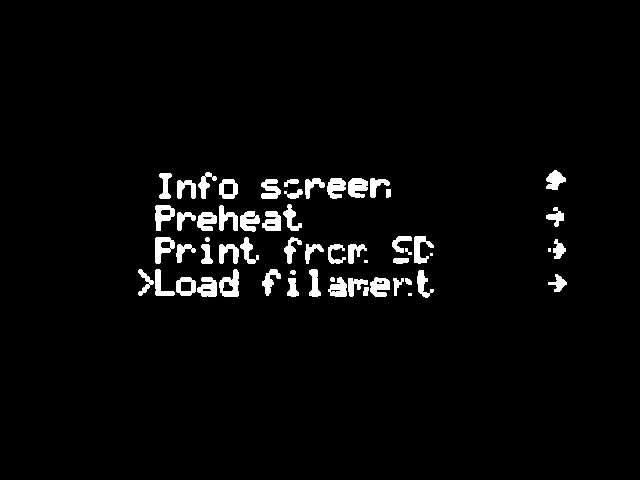 Info screen ↑
Preheat →
Print from SD →
>Load filament →